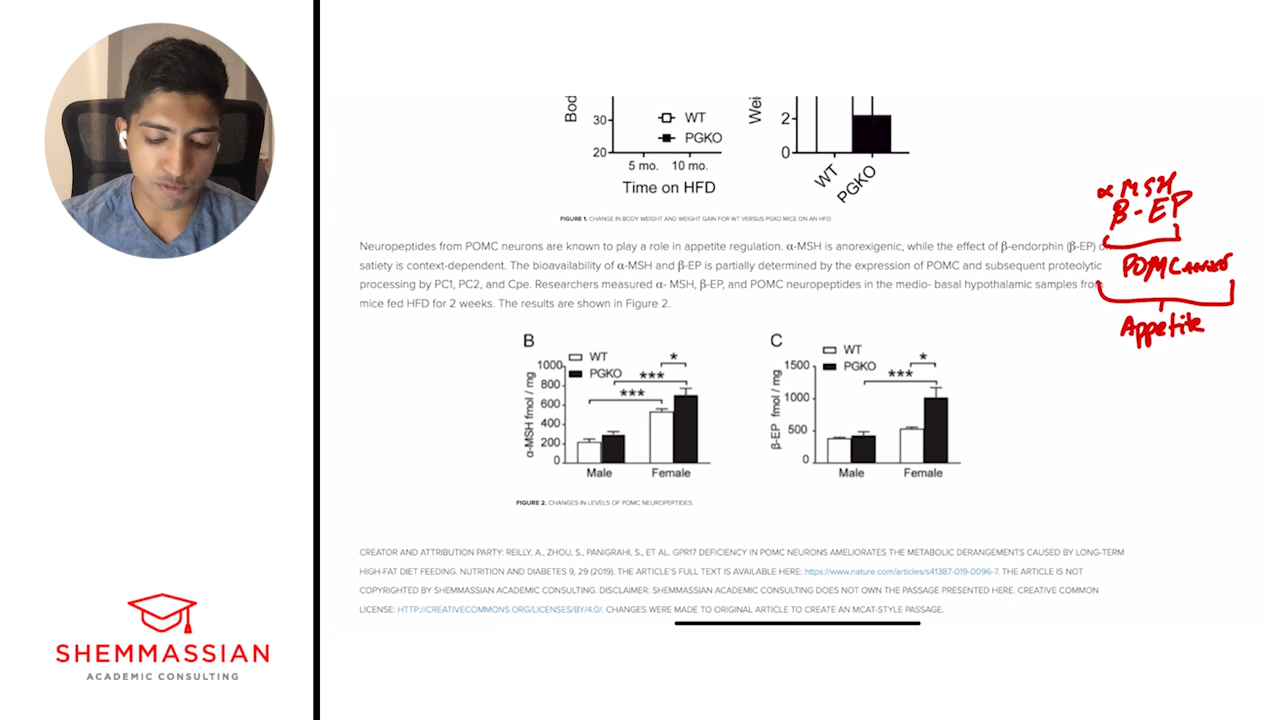 Bod
30
20
WT
PGKO
5 mo.
10 mo.
Time on HFD
Wei
2
0
WT
PGKO
FIGURE 1. CHANGE IN BODY WEIGHT AND WEIGHT GAIN FOR WT VERSUS PGKO MICE ON AN HFD.
Neuropeptides from POMC neurons are known to play a role in appetite regulation. α-MSH is anorexigenic, while the effect of β-endorphin (β-EP) o
satiety is context-dependent. The bioavailability of α-MSH and β-EP is partially determined by the expression of POMC and subsequent proteolytic
processing by PC1, PC2, and Cpe. Researchers measured α- MSH, β-EP, and POMC neuropeptides in the medio- basal hypothalamic samples from
mice fed HFD for 2 weeks. The results are shown in Figure 2.
α MSH
β-EP
POMC
Appetite
B
WT
PGKO
1000
800
600
400
200
0
α-MSH fmol / mg
*
***
***
Male
Female
C
WT
PGKO
1500
1000
500
0
β-EP fmol / mg
*
***
Male
Female
FIGURE 2. CHANGES IN LEVELS OF POMC NEUROPEPTIDES.
CREATOR AND ATTRIBUTION PARTY: REILLY, A., ZHOU, S., PANIGRAHI, S., ET AL. GPR17 DEFICIENCY IN POMC NEURONS AMELIORATES THE METABOLIC DERANGEMENTS CAUSED BY LONG-TERM
HIGH-FAT DIET FEEDING. NUTRITION AND DIABETES 9, 29 (2019). THE ARTICLE'S FULL TEXT IS AVAILABLE HERE: https://www.nature.com/articles/s41387-019-0096-7. THE ARTICLE IS NOT
COPYRIGHTED BY SHEMMASSIAN ACADEMIC CONSULTING. DISCLAIMER: SHEMMASSIAN ACADEMIC CONSULTING DOES NOT OWN THE PASSAGE PRESENTED HERE. CREATIVE COMMON
LICENSE: HTTP://CREATIVECOMMONS.ORG/LICENSES/BY/4.0/. CHANGES WERE MADE TO ORIGINAL ARTICLE TO CREATE AN MCAT-STYLE PASSAGE.
SHEMMASSIAN
ACADEMIC CONSULTING